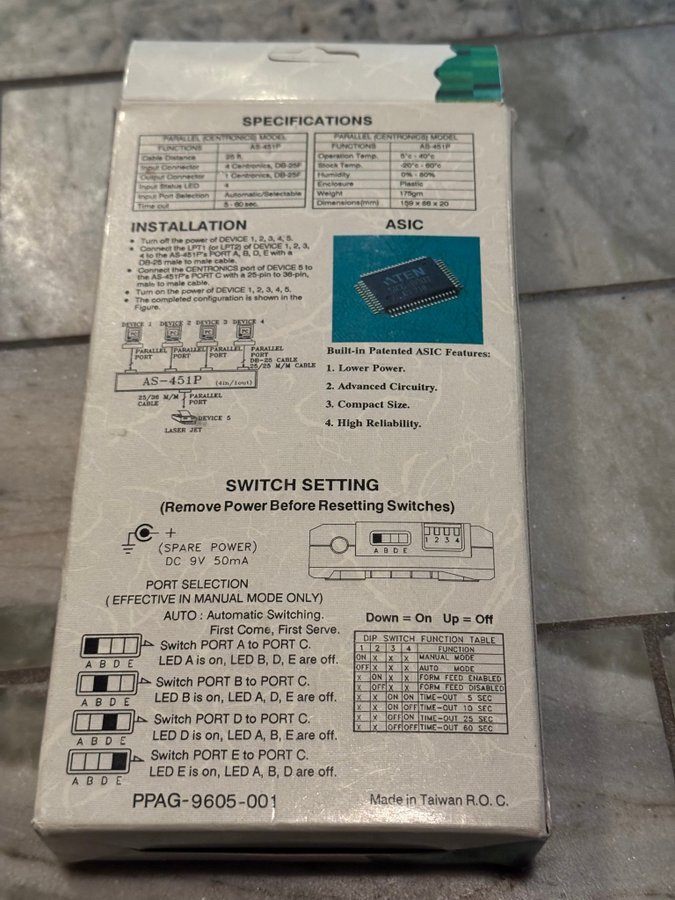 SPECIFICATIONS
PARALLEL (CENTRONICS) MODEL
FUNCTIONS AS-451P
Cable Distance 25 ft.
Input Connector 4 Centronics, DB-25F
Output Connector 1 Centronics, DB-25F
Input Status LED 4
Input Port Selection Automatic/Selectable
Time out 5 - 60 sec.
PARALLEL (CENTRONICS) MODEL
FUNCTIONS AS-451P
Operation Temp. 5°c - 40°c
Stock Temp. -20°c - 60°c
Humidity 0% - 80%
Enclosure Plastic
Weight 175gm
Dimensions(mm) 159 x 86 x 20
INSTALLATION
• Turn off the power of DEVICE 1, 2, 3, 4, 5.
• Connect the LPT1 (or LPT2) of DEVICE 1, 2, 3,
4 to the AS-451P's PORT A, B, D, E with a
DB-25 male to male cable.
• Connect the CENTRONICS port of DEVICE 5 to
the AS-451P's PORT C with a 25-pin to 36-pin,
male to male cable.
• Turn on the power of DEVICE 1, 2, 3, 4, 5.
• The completed configuration is shown in the
Figure.
DEVICE 1 DEVICE 2 DEVICE 3 DEVICE 4
PC PC PC PC
PARALLEL PORT
PARALLEL PORT
PARALLEL PORT
PARALLEL PORT
DB-25 CABLE
25/25 M/M CABLE
AS-451P (4in/1out)
25/36 M/M CABLE
PARALLEL PORT
DEVICE 5
LASER JET
ASIC
ATEN
Built-in Patented ASIC Features:
1. Lower Power.
2. Advanced Circuitry.
3. Compact Size.
4. High Reliability.
SWITCH SETTING
(Remove Power Before Resetting Switches)
+
(SPARE POWER)
DC 9V 50mA
A B D E
1 2 3 4
PORT SELECTION
( EFFECTIVE IN MANUAL MODE ONLY)
AUTO : Automatic Switching.
First Come, First Serve.
A B D E
Switch PORT A to PORT C.
LED A is on, LED B, D, E are off.
A B D E
Switch PORT B to PORT C.
LED B is on, LED A, D, E are off.
A B D E
Switch PORT D to PORT C.
LED D is on, LED A, B, E are off.
A B D E
Switch PORT E to PORT C.
LED E is on, LED A, B, D are off.
Down = On Up = Off
DIP SWITCH FUNCTION TABLE
1 2 3 4 FUNCTION
ON X X X MANUAL MODE
OFF X X X AUTO MODE
X ON X X FORM FEED ENABLED
X OFF X X FORM FEED DISABLED
X X ON ON TIME-OUT 5 SEC
X X ON OFF TIME-OUT 10 SEC
X X OFF ON TIME-OUT 25 SEC
X X OFF OFF TIME-OUT 60 SEC
PPAG-9605-001
Made in Taiwan R.O.C.